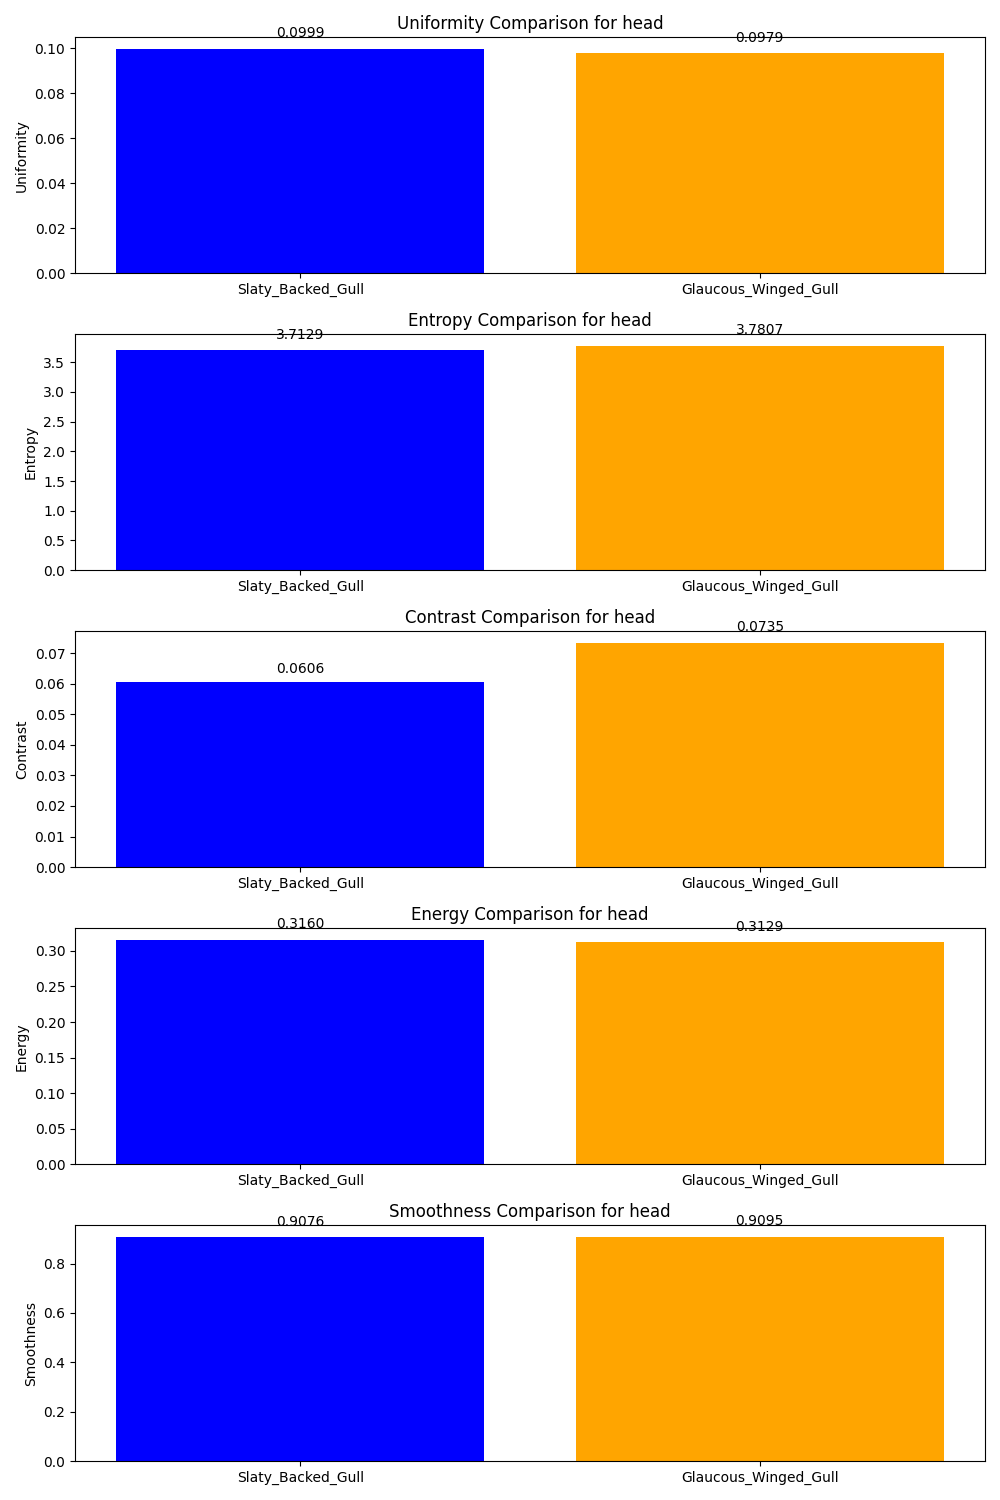 Uniformity Comparison for head
0.0999 0.0979
0.10
0.08
0.06
0.04
0.02
0.00
Uniformity
Slaty_Backed_Gull Glaucous_Winged_Gull
Entropy Comparison for head
3.7129 3.7807
3.5
3.0
2.5
2.0
1.5
1.0
0.5
0.0
Entropy
Slaty_Backed_Gull Glaucous_Winged_Gull
Contrast Comparison for head
0.0606 0.0735
0.07
0.06
0.05
0.04
0.03
0.02
0.01
0.00
Contrast
Slaty_Backed_Gull Glaucous_Winged_Gull
Energy Comparison for head
0.3160 0.3129
0.30
0.25
0.20
0.15
0.10
0.05
0.00
Energy
Slaty_Backed_Gull Glaucous_Winged_Gull
Smoothness Comparison for head
0.9076 0.9095
0.8
0.6
0.4
0.2
0.0
Smoothness
Slaty_Backed_Gull Glaucous_Winged_Gull